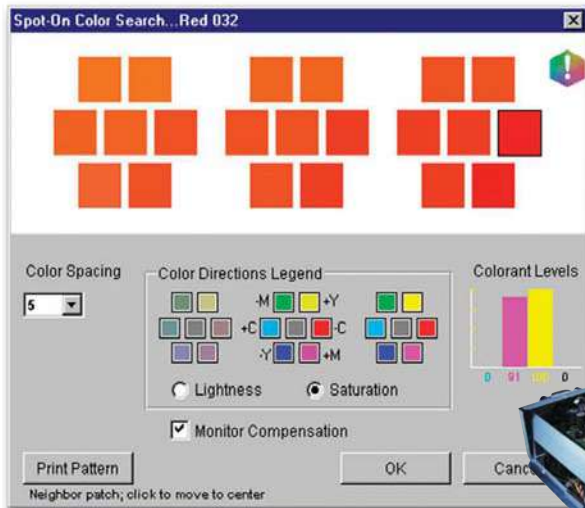 Spot-On Color Search...Red 032
Color Spacing
5
Color Directions Legend
-M +Y
+C -C
-Y +M
Lightness Saturation
Colorant Levels
0 91 100 0
Monitor Compensation
Print Pattern OK
Neighbor patch; click to move to center